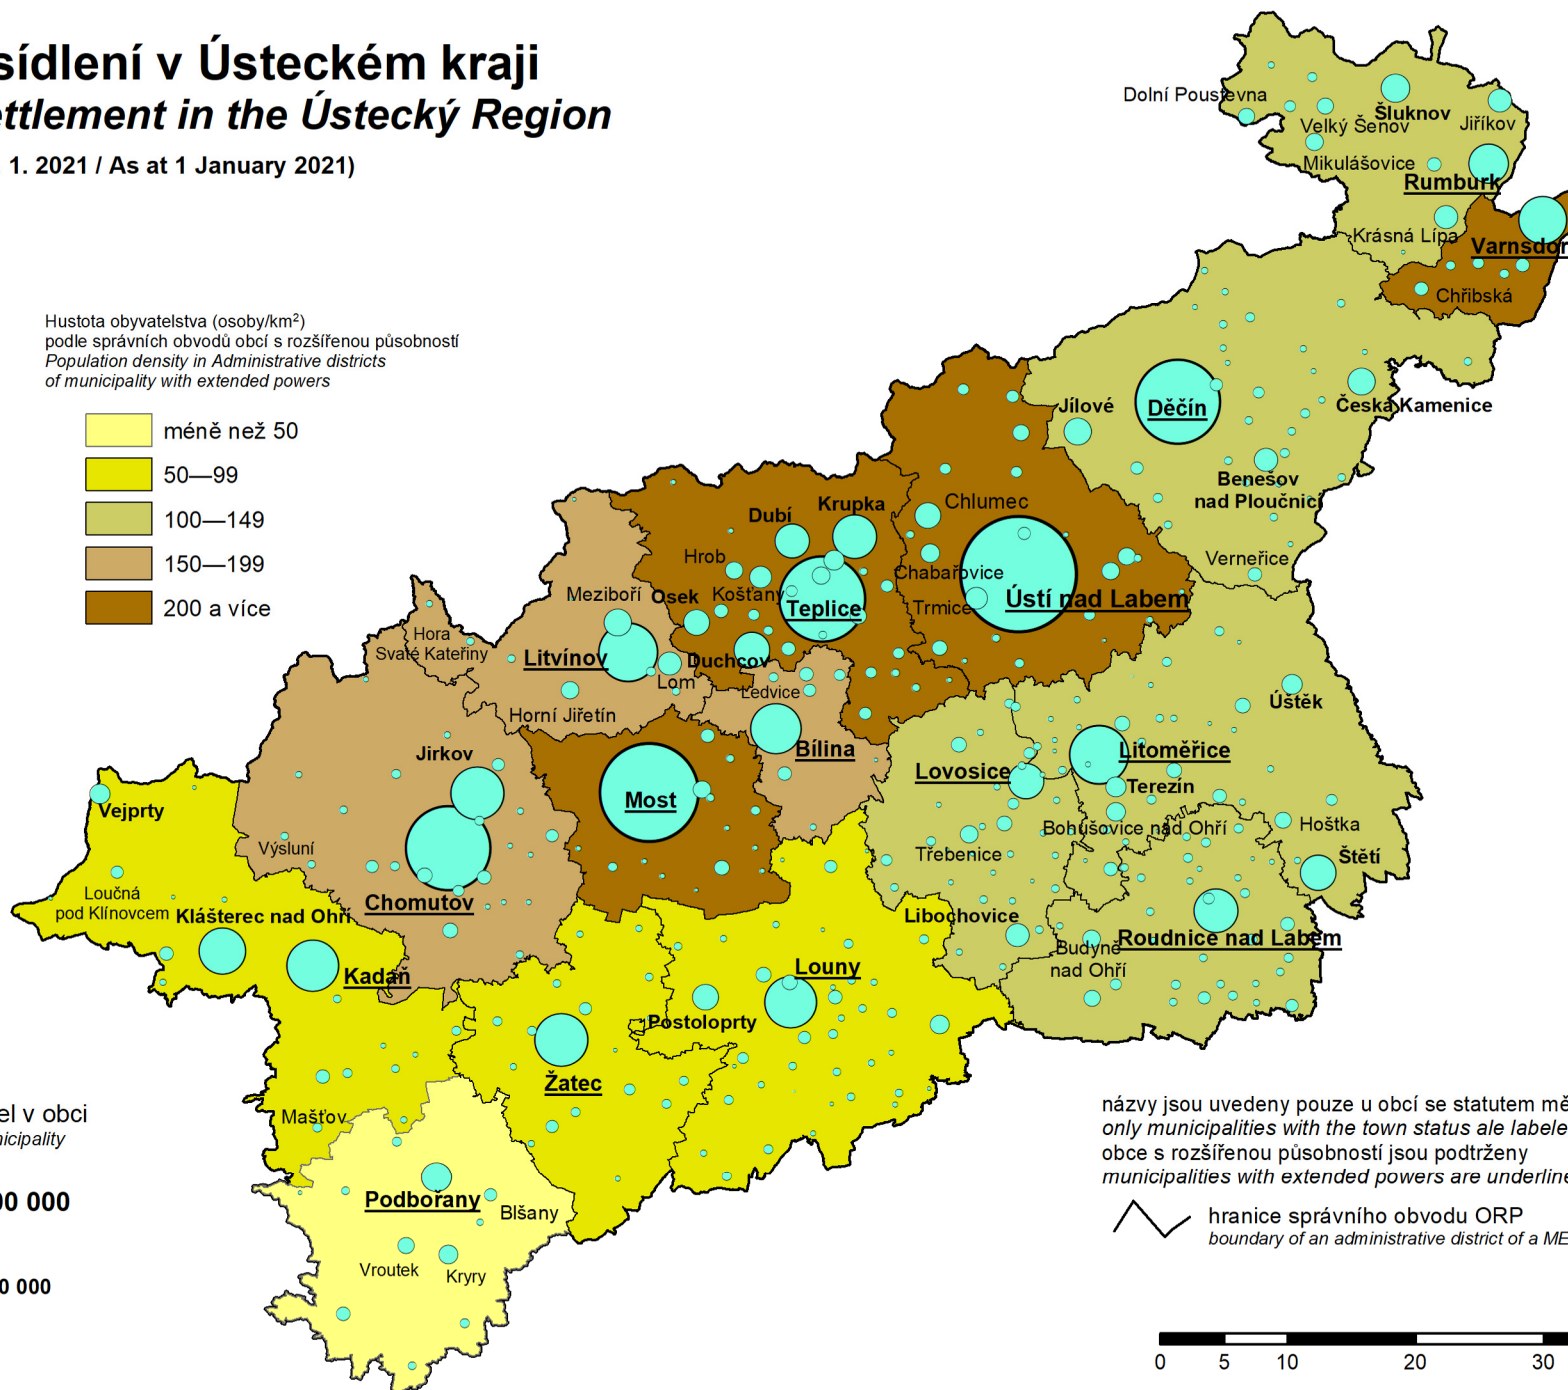 sídlení v Ústeckém kraji
ettlement in the Ústecký Region
1. 2021 / As at 1 January 2021)
Hustota obyvatelstva (osoby/km²)
podle správních obvodů obcí s rozšířenou působností
Population density in Administrative districts
of municipality with extended powers
méně než 50
50—99
100—149
150—199
200 a více
Dolní Poustevna
Šluknov
Velký Šenov
Jiříkov
Mikulášovice
Rumburk
Krásná Lípa
Varnsdor
Chřibská
Jílové
Děčín
Česká Kamenice
Benešov
nad Ploučnicí
Verneřice
Chlumec
Krupka
Dubí
Hrob
Chabařovice
Košťany
Osek
Meziboří
Teplice
Trmice
Ústí nad Labem
Hora
Svaté Kateřiny
Litvínov
Duchcov
Lom
Ledvice
Horní Jiřetín
Úštěk
Jirkov
Bílina
Litoměřice
Lovosice
Terezín
Most
Vejprty
Bohušovice nad Ohří
Hoštka
Výsluní
Třebenice
Štětí
Loučná
pod Klínovcem
Klášterec nad Ohří
Chomutov
Libochovice
Roudnice nad Labem
Budyně
nad Ohří
Kadaň
Louny
Postoloprty
Žatec
Mašťov
Podbořany
Blšany
Vroutek
Kryry
el v obci
nicipality
00 000
0 000
názvy jsou uvedeny pouze u obcí se statutem mě
only municipalities with the town status ale labele
obce s rozšířenou působností jsou podtrženy
municipalities with extended powers are underline
hranice správního obvodu ORP
boundary of an administrative district of a ME
0 5 10 20 30